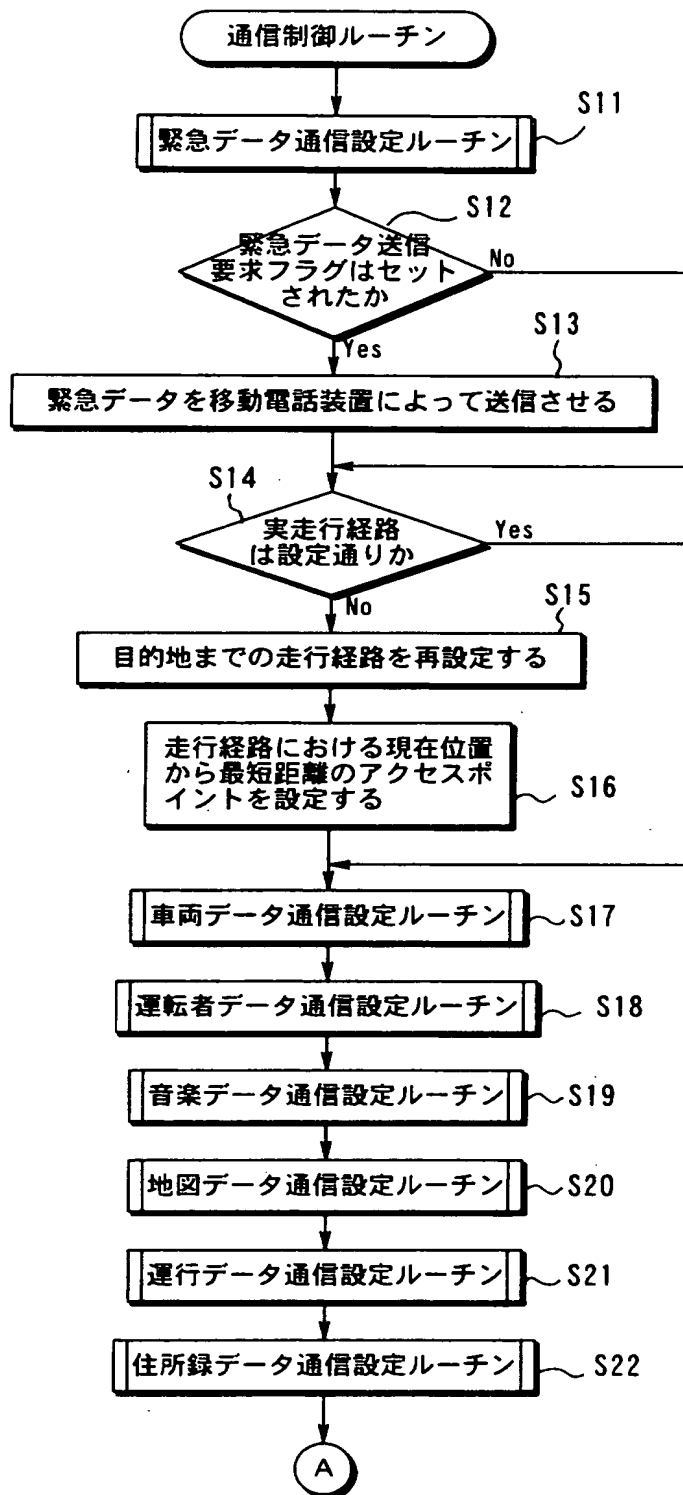 通信制御ルーチン
S11
緊急データ通信設定ルーチン
S12
緊急データ送信
要求フラグはセット
されたか
No
Yes
S13
緊急データを移動電話装置によって送信させる
S14
実走行経路
は設定通りか
Yes
No
S15
目的地までの走行経路を再設定する
走行経路における現在位置
から最短距離のアクセスポ
イントを設定する
S16
車両データ通信設定ルーチン
S17
運転者データ通信設定ルーチン
S18
音楽データ通信設定ルーチン
S19
地図データ通信設定ルーチン
S20
運行データ通信設定ルーチン
S21
住所録データ通信設定ルーチン
S22
A